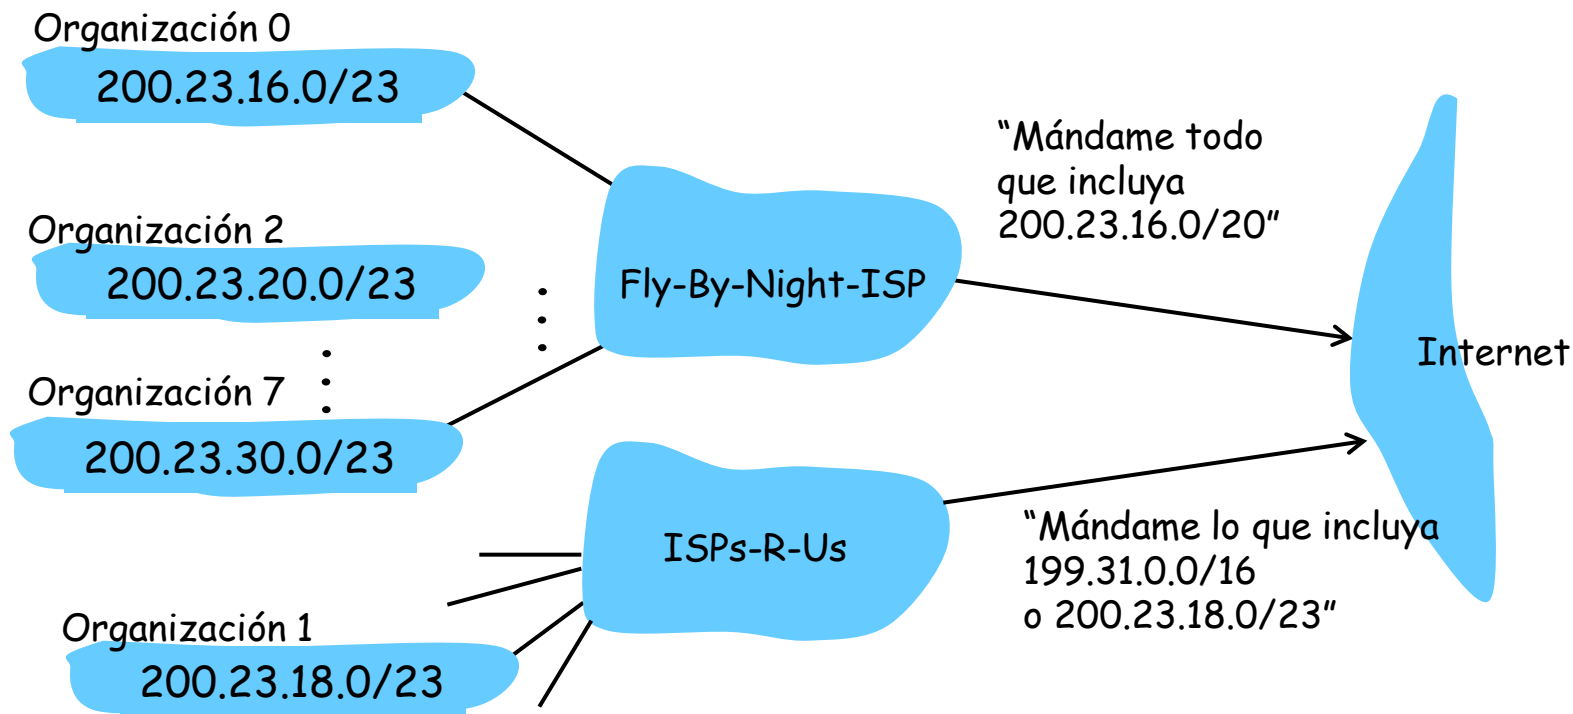 Organización 0
200.23.16.0/23
Organización 2
200.23.20.0/23
Organización 7
200.23.30.0/23
Fly-By-Night-ISP
“Mándame todo
que incluya
200.23.16.0/20”
Internet
ISPs-R-Us
“Mándame lo que incluya
199.31.0.0/16
o 200.23.18.0/23”
Organización 1
200.23.18.0/23